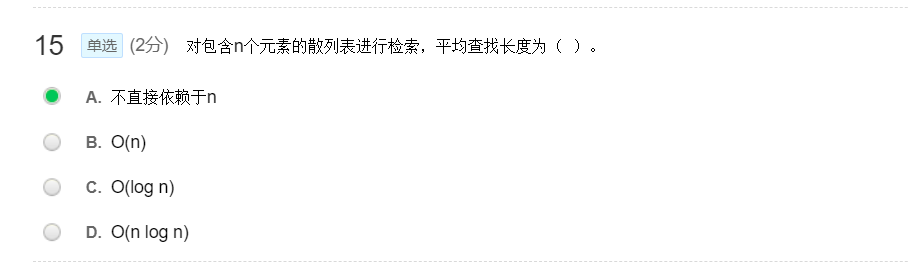 15 单选 (2分) 对包含n个元素的散列表进行检索，平均查找长度为（ ）。
A. 不直接依赖于n
B. O(n)
C. O(log n)
D. O(n log n)